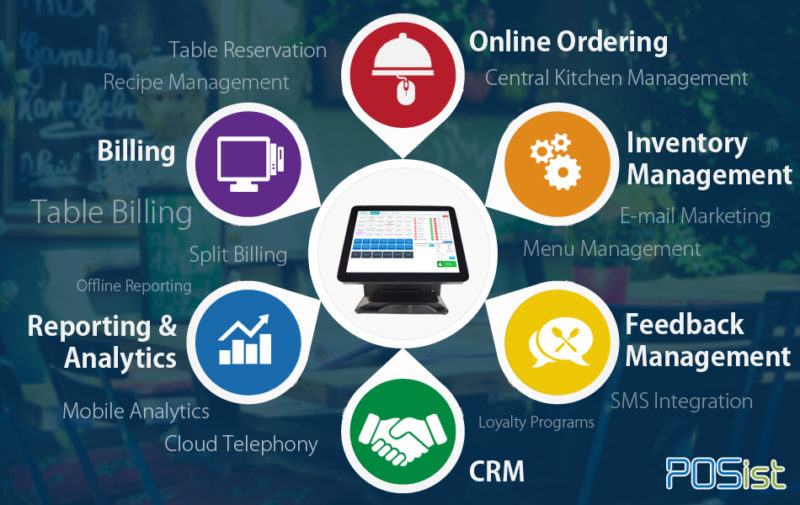 Table Reservation
Online Ordering
Recipe Management
Central Kitchen Management
Billing
Inventory
Management
Table Billing
E-mail Marketing
Split Billing
Menu Management
Offline Reporting
Reporting &
Analytics
Feedback
Management
Mobile Analytics
SMS Integration
Cloud Telephony
Loyalty Programs
CRM
POSist